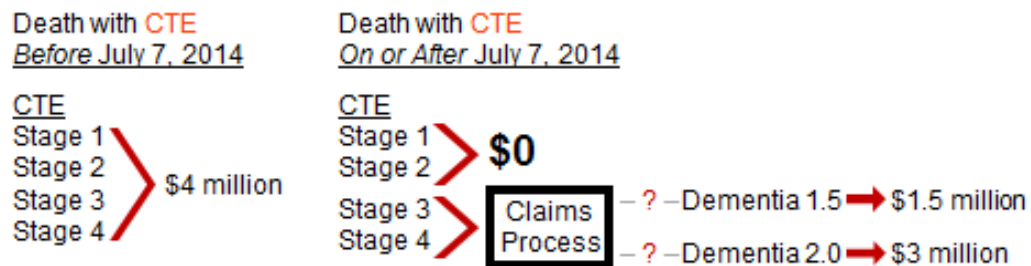 Death with CTE
Before July 7, 2014
CTE
Stage 1
Stage 2
Stage 3
Stage 4
$4 million
Death with CTE
On or After July 7, 2014
CTE
Stage 1
Stage 2
$0
Stage 3
Stage 4
Claims
Process
– ? –Dementia 1.5 $1.5 million
– ? –Dementia 2.0 $3 million